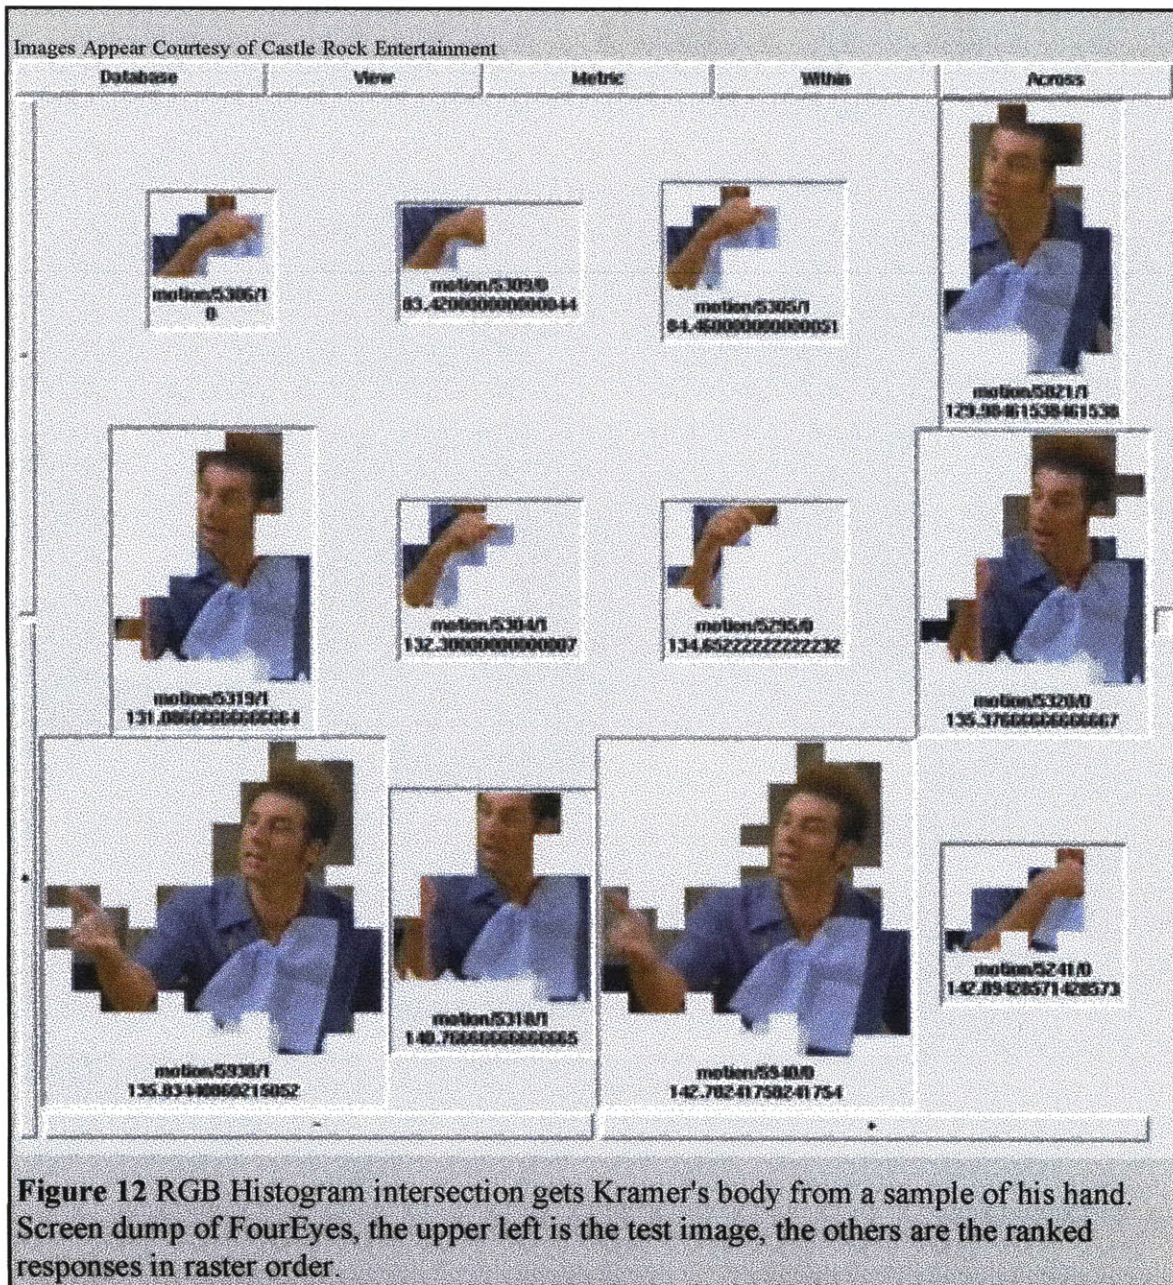 Images Appear Courtesy of Castle Rock Entertainment
Database View Metric Within Across
motion/5306/1
0
motion/5309/0
83.420000000000044
motion/5305/1
84.460000000000051
motion/5821/1
129.98461538461538
motion/5319/1
131.08666666666664
motion/5304/1
132.30000000000007
motion/5295/0
134.65222222222232
motion/5320/0
135.37666666666667
motion/5938/1
motion/5318/1
140.76666666666665
motion/5940/0
142.78241758241754
motion/5241/0
142.89428571428573
Figure 12 RGB Histogram intersection gets Kramer's body from a sample of his hand.
Screen dump of FourEyes, the upper left is the test image, the others are the ranked
responses in raster order.